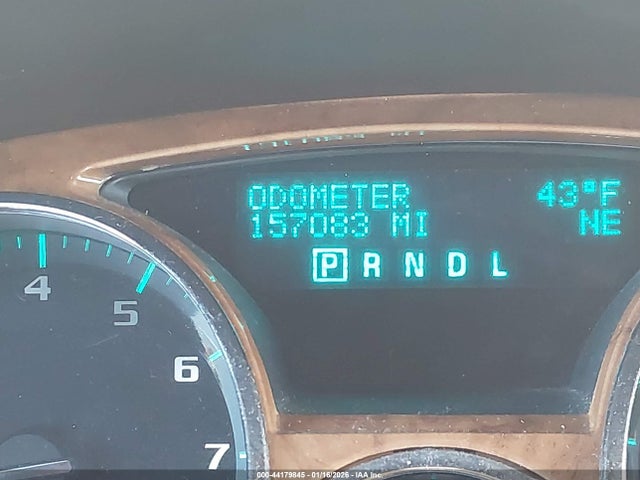 ODOMETER 43°F
157083 MI NE
P R N D L
4
5
6
7
000-44179845 - 01/16/2026 - IAA Inc.